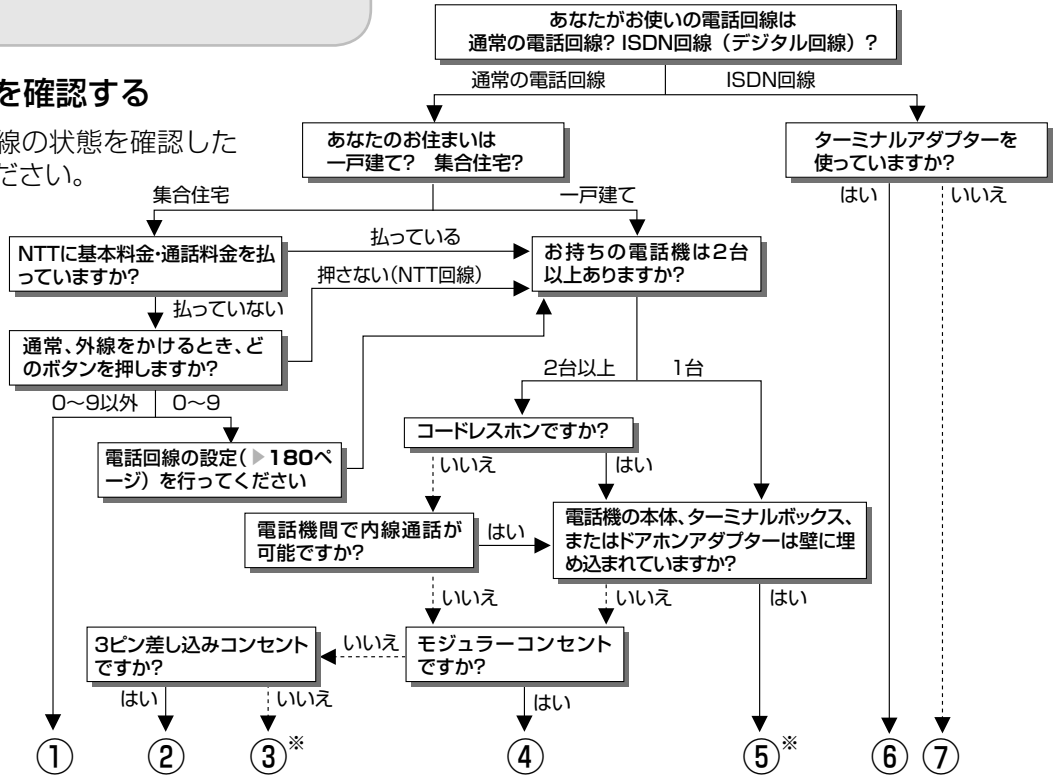 あなたがお使いの電話回線は
通常の電話回線? ISDN回線（デジタル回線）?
通常の電話回線
ISDN回線
を確認する
線の状態を確認した
ださい。
あなたのお住まいは
一戸建て?　集合住宅?
ターミナルアダプターを
使っていますか?
集合住宅
一戸建て
はい
いいえ
NTTに基本料金・通話料金を払
っていますか?
払っている
お持ちの電話機は2台
以上ありますか?
押さない（NTT回線）
払っていない
通常、外線をかけるとき、ど
のボタンを押しますか?
0〜9以外
0〜9
2台以上
1台
コードレスホンですか?
電話回線の設定（▶180ペ
ージ）を行ってください
いいえ
はい
電話機間で内線通話が
可能ですか?
はい
電話機の本体、ターミナルボックス、
またはドアホンアダプターは壁に埋
め込まれていますか?
いいえ
いいえ
はい
3ピン差し込みコンセント
ですか?
いいえ
モジュラーコンセント
ですか?
はい
いいえ
はい
①
②
③※
④
⑤※
⑥
⑦